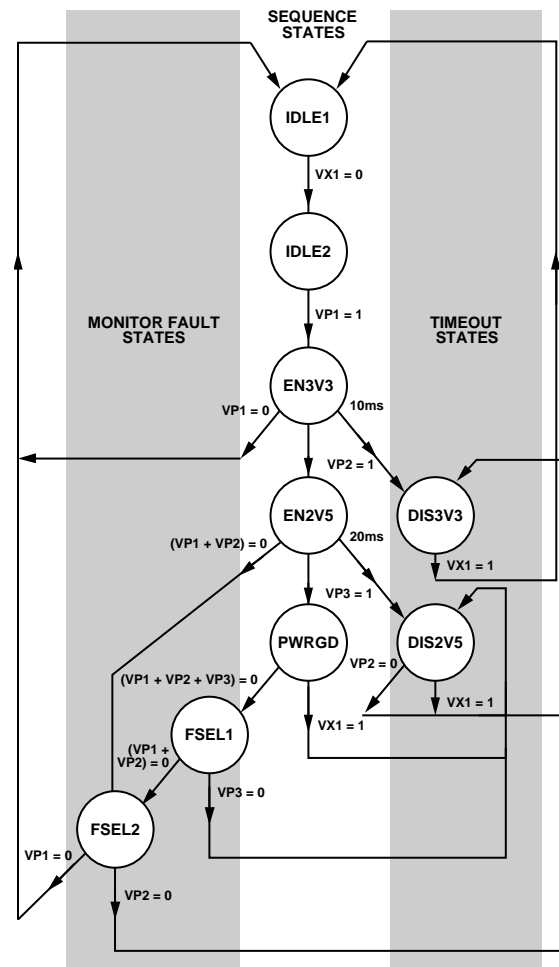 SEQUENCE
STATES
IDLE1
VX1 = 0
IDLE2
VP1 = 1
MONITOR FAULT
STATES
TIMEOUT
STATES
EN3V3
VP1 = 0
10ms
VP2 = 1
EN2V5
DIS3V3
(VP1 + VP2) = 0
20ms
VX1 = 1
VP3 = 1
PWRGD
DIS2V5
VP2 = 0
(VP1 + VP2 + VP3) = 0
VX1 = 1
VX1 = 1
FSEL1
(VP1 +
VP2) = 0
VP3 = 0
FSEL2
VP1 = 0
VP2 = 0